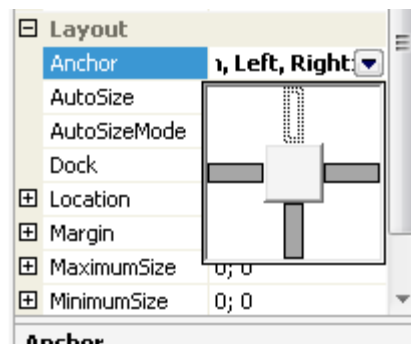 Layout
Anchor , Left, Right
AutoSize
AutoSizeMode
Dock
Location
Margin
MaximumSize 0; 0
MinimumSize 0; 0
Anchor